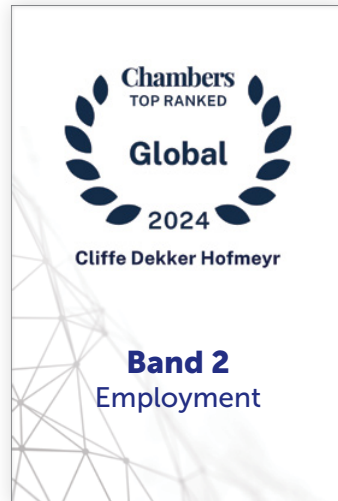 Chambers
TOP RANKED
Global
2024
Cliffe Dekker Hofmeyr
Band 2
Employment